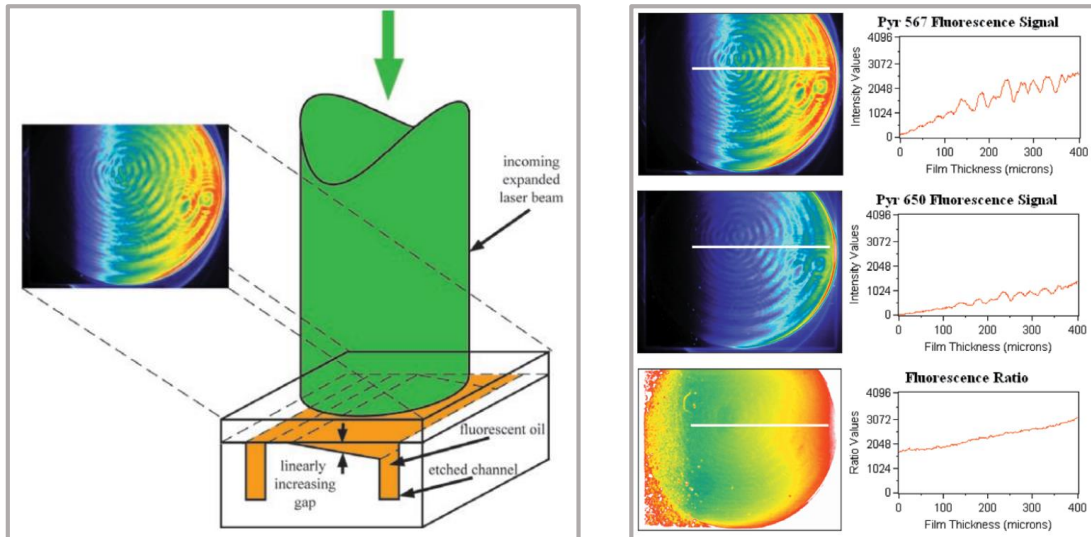 incoming
expanded
laser beam
fluorescent oil
linearly
increasing
gap
etched channel
Pyr 567 Fluorescence Signal
4096
3072
2048
1024
0
Intensity Values
0 100 200 300 400
Film Thickness (microns)
Pyr 650 Fluorescence Signal
4096
3072
2048
1024
0
Intensity Values
0 100 200 300 400
Film Thickness (microns)
Fluorescence Ratio
4096
3072
2048
1024
0
Ratio Values
0 100 200 300 400
Film Thickness (microns)